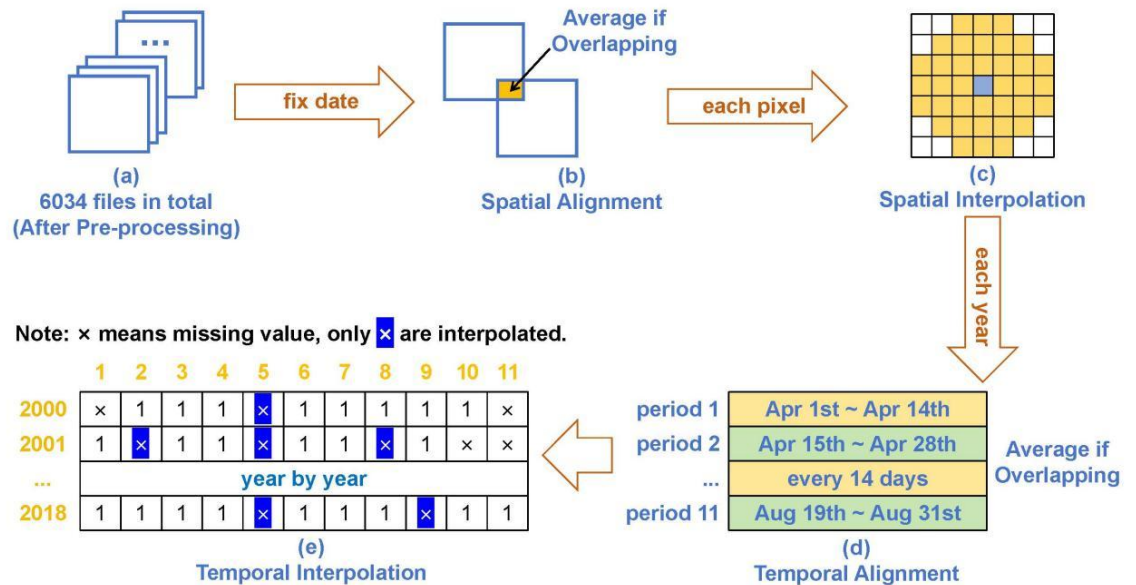 ...
(a)
6034 files in total
(After Pre-processing)
fix date
Average if
Overlapping
(b)
Spatial Alignment
each pixel
(c)
Spatial Interpolation
each year
Note: × means missing value, only × are interpolated.
1 2 3 4 5 6 7 8 9 10 11
2000 × 1 1 1 × 1 1 1 1 1 ×
2001 1 × 1 1 × 1 1 × 1 × ×
... year by year
2018 1 1 1 1 × 1 1 1 × 1 1
(e)
Temporal Interpolation
period 1 Apr 1st ~ Apr 14th
period 2 Apr 15th ~ Apr 28th
... every 14 days
period 11 Aug 19th ~ Aug 31st
Average if
Overlapping
(d)
Temporal Alignment